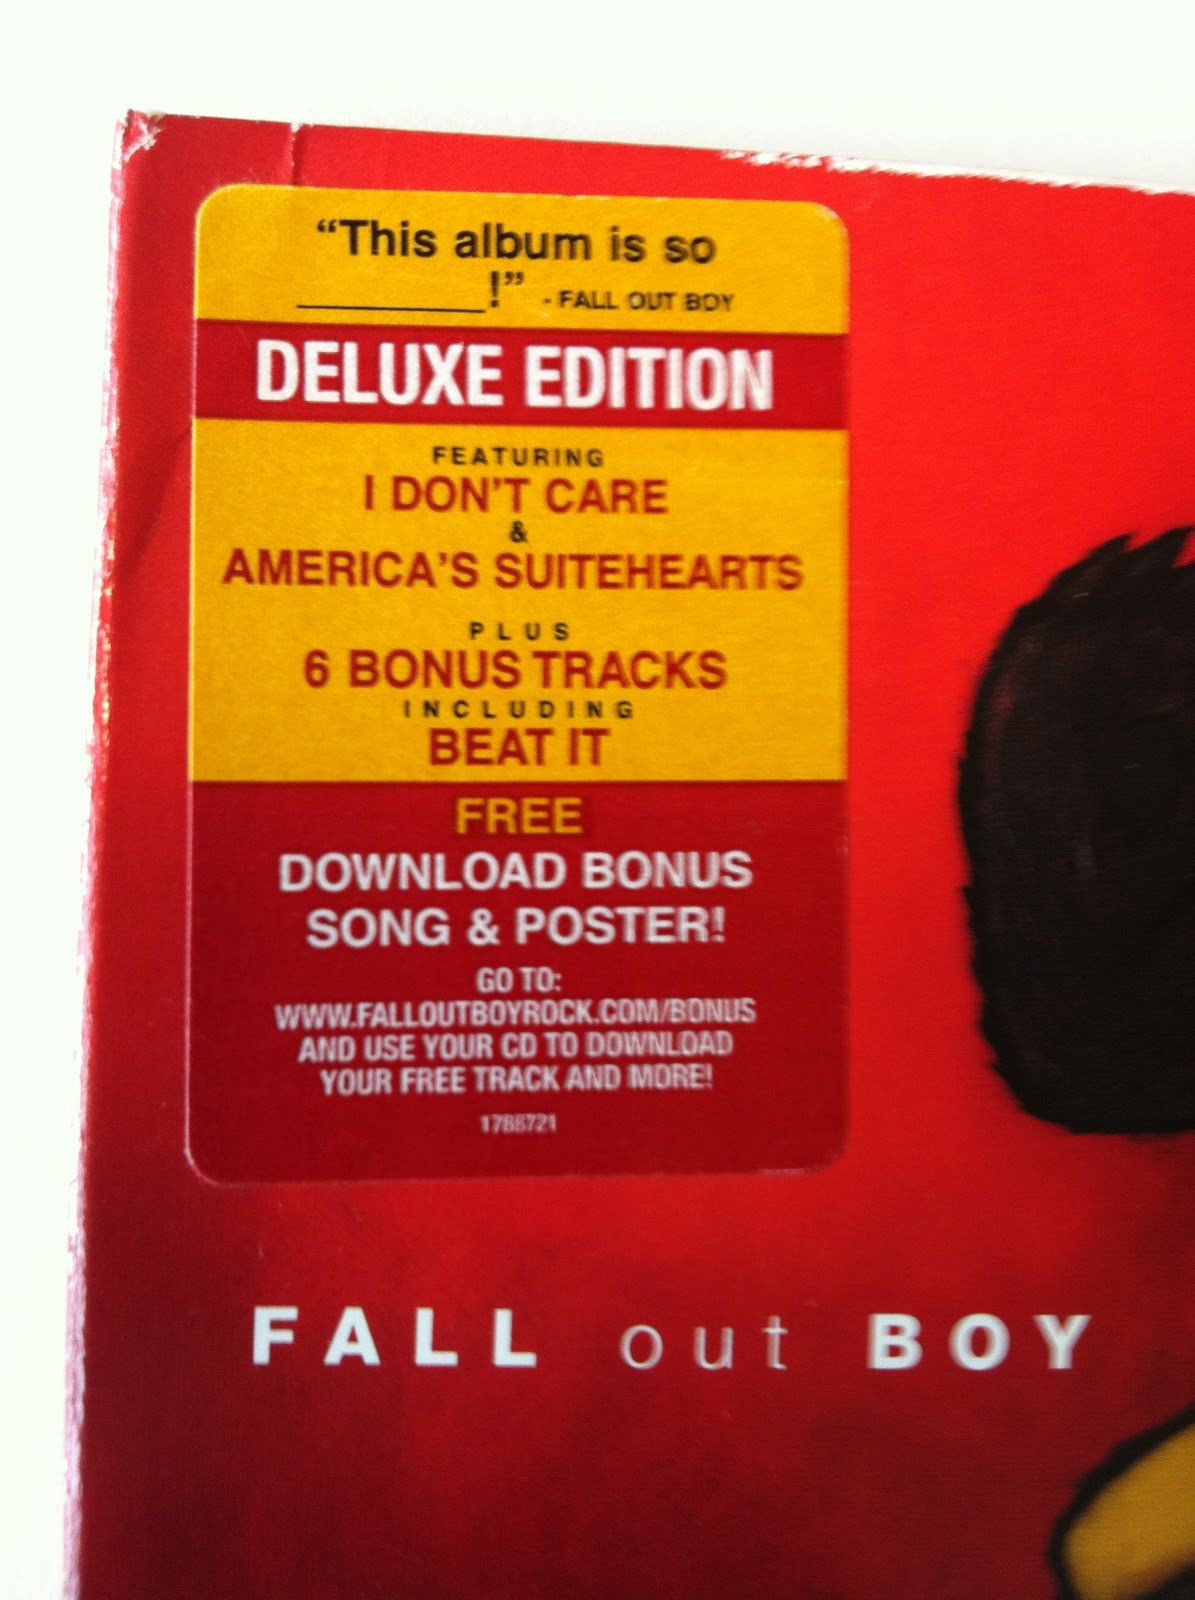 “This album is so
________!” - FALL OUT BOY
DELUXE EDITION
FEATURING
I DON'T CARE
&
AMERICA'S SUITEHEARTS
PLUS
6 BONUS TRACKS
INCLUDING
BEAT IT
FREE
DOWNLOAD BONUS
SONG & POSTER!
GO TO:
WWW.FALLOUTBOYROCK.COM/BONUS
AND USE YOUR CD TO DOWNLOAD
YOUR FREE TRACK AND MORE!
1788721
FALL out BOY